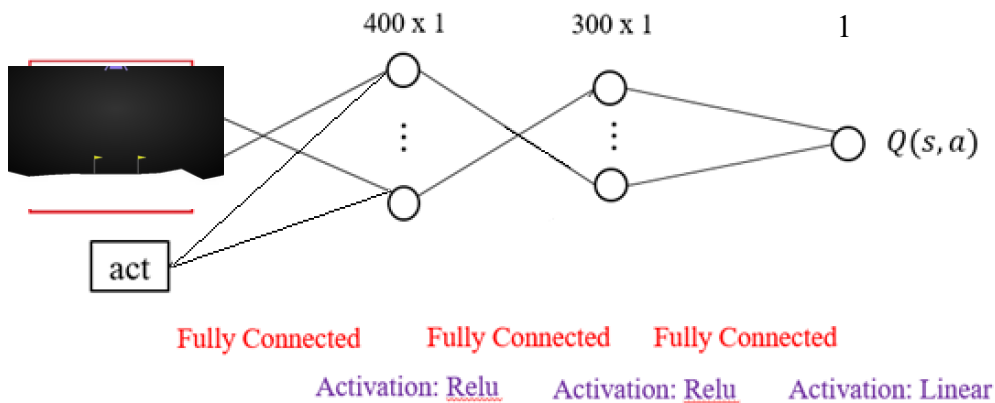 400 x 1
300 x 1
1
Q(s,a)
act
Fully Connected
Fully Connected
Fully Connected
Activation: Relu
Activation: Relu
Activation: Linear